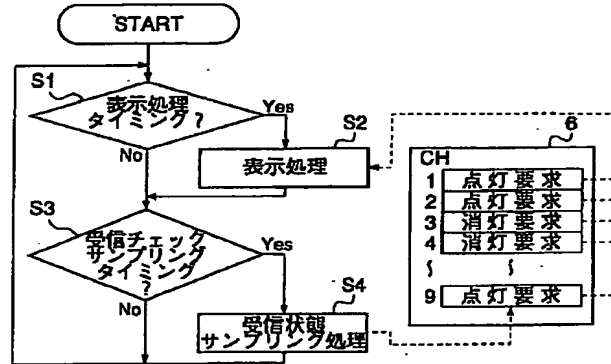 START
S1
表示処理
タイミング?
Yes
No
S2
表示処理
S3
受信チェック
サンプリング
タイミング
?
Yes
No
S4
受信状態
サンプリング処理
6
CH
1 点灯要求
2 点灯要求
3 消灯要求
4 消灯要求
9 点灯要求